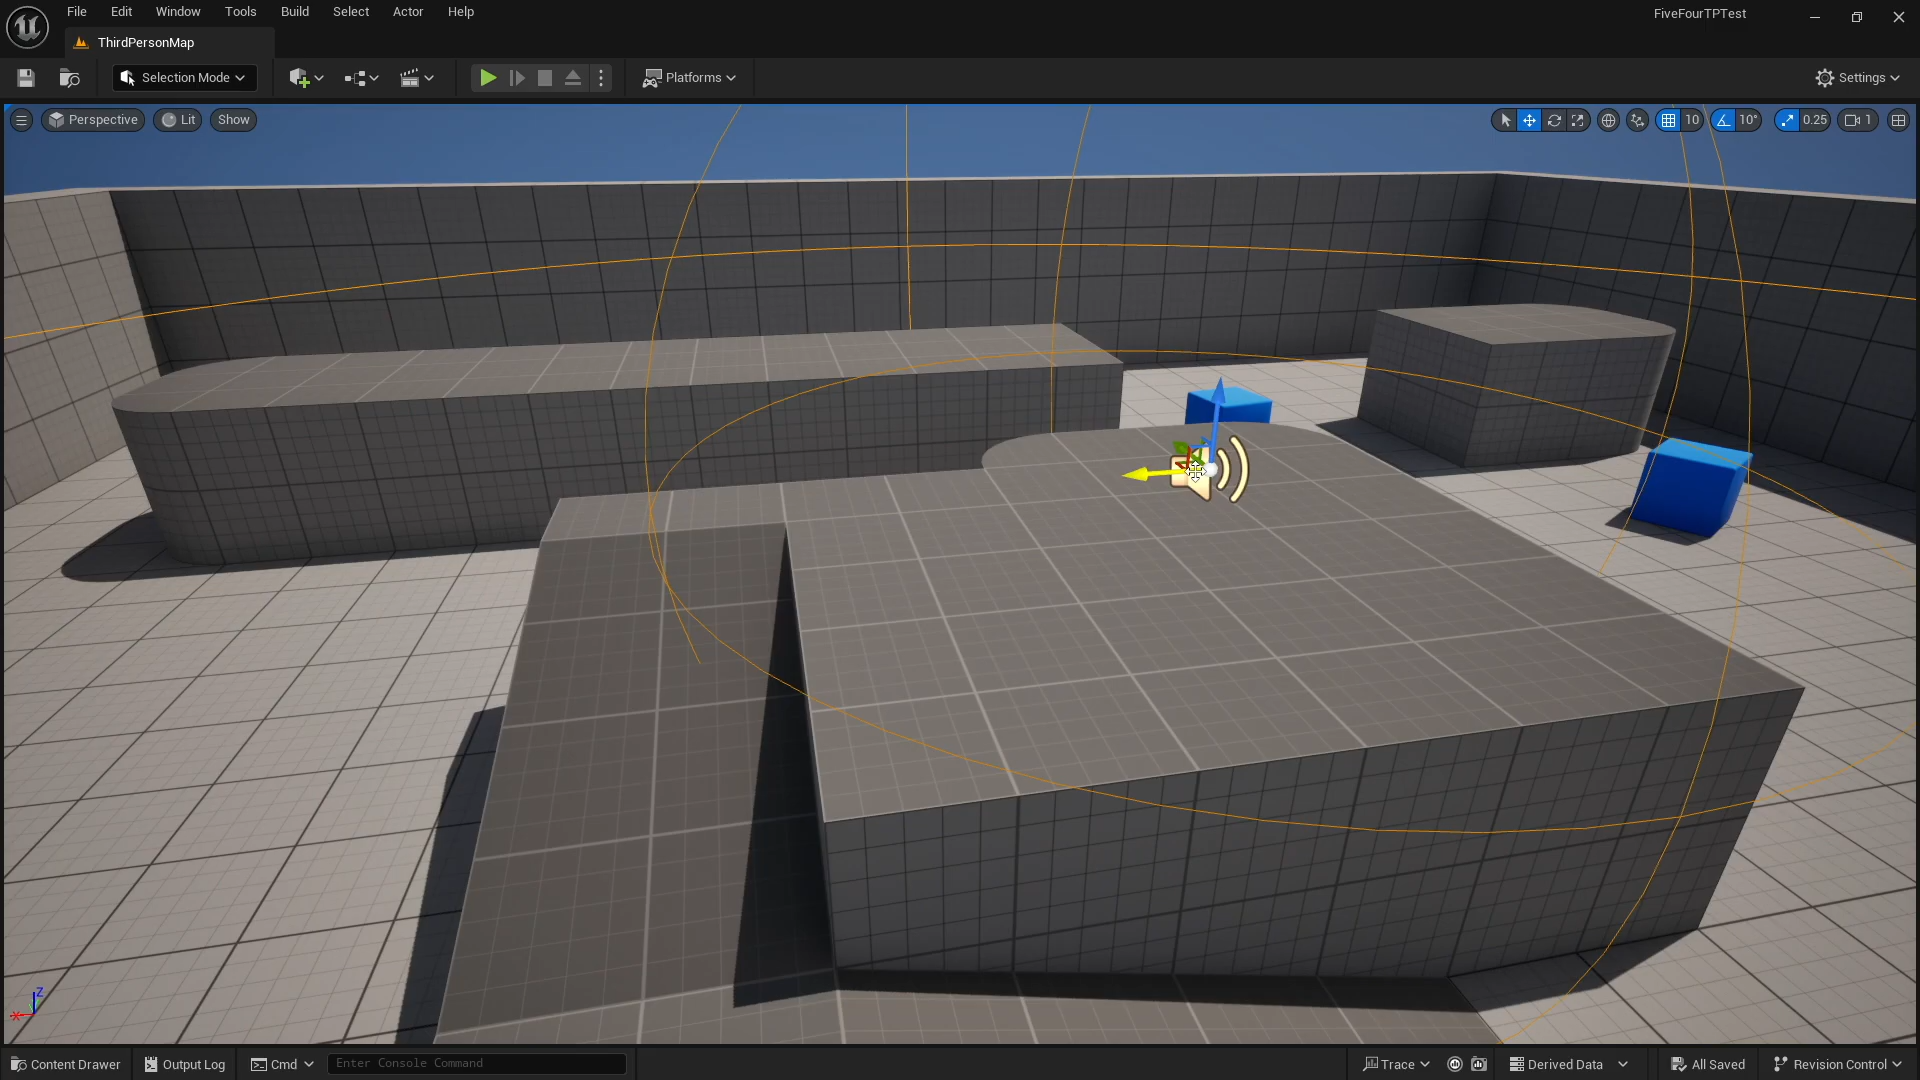 File Edit Window Tools Build Select Actor Help
FiveFourTPTest
ThirdPersonMap
Selection Mode
Platforms
Settings
Perspective Lit Show
10 10° 0.25 1
Z
X
Content Drawer Output Log Cmd Enter Console Command
Trace Derived Data All Saved Revision Control